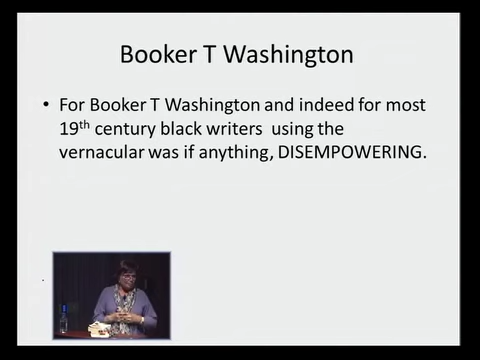 Booker T Washington
• For Booker T Washington and indeed for most
19th century black writers using the
vernacular was if anything, DISEMPOWERING.